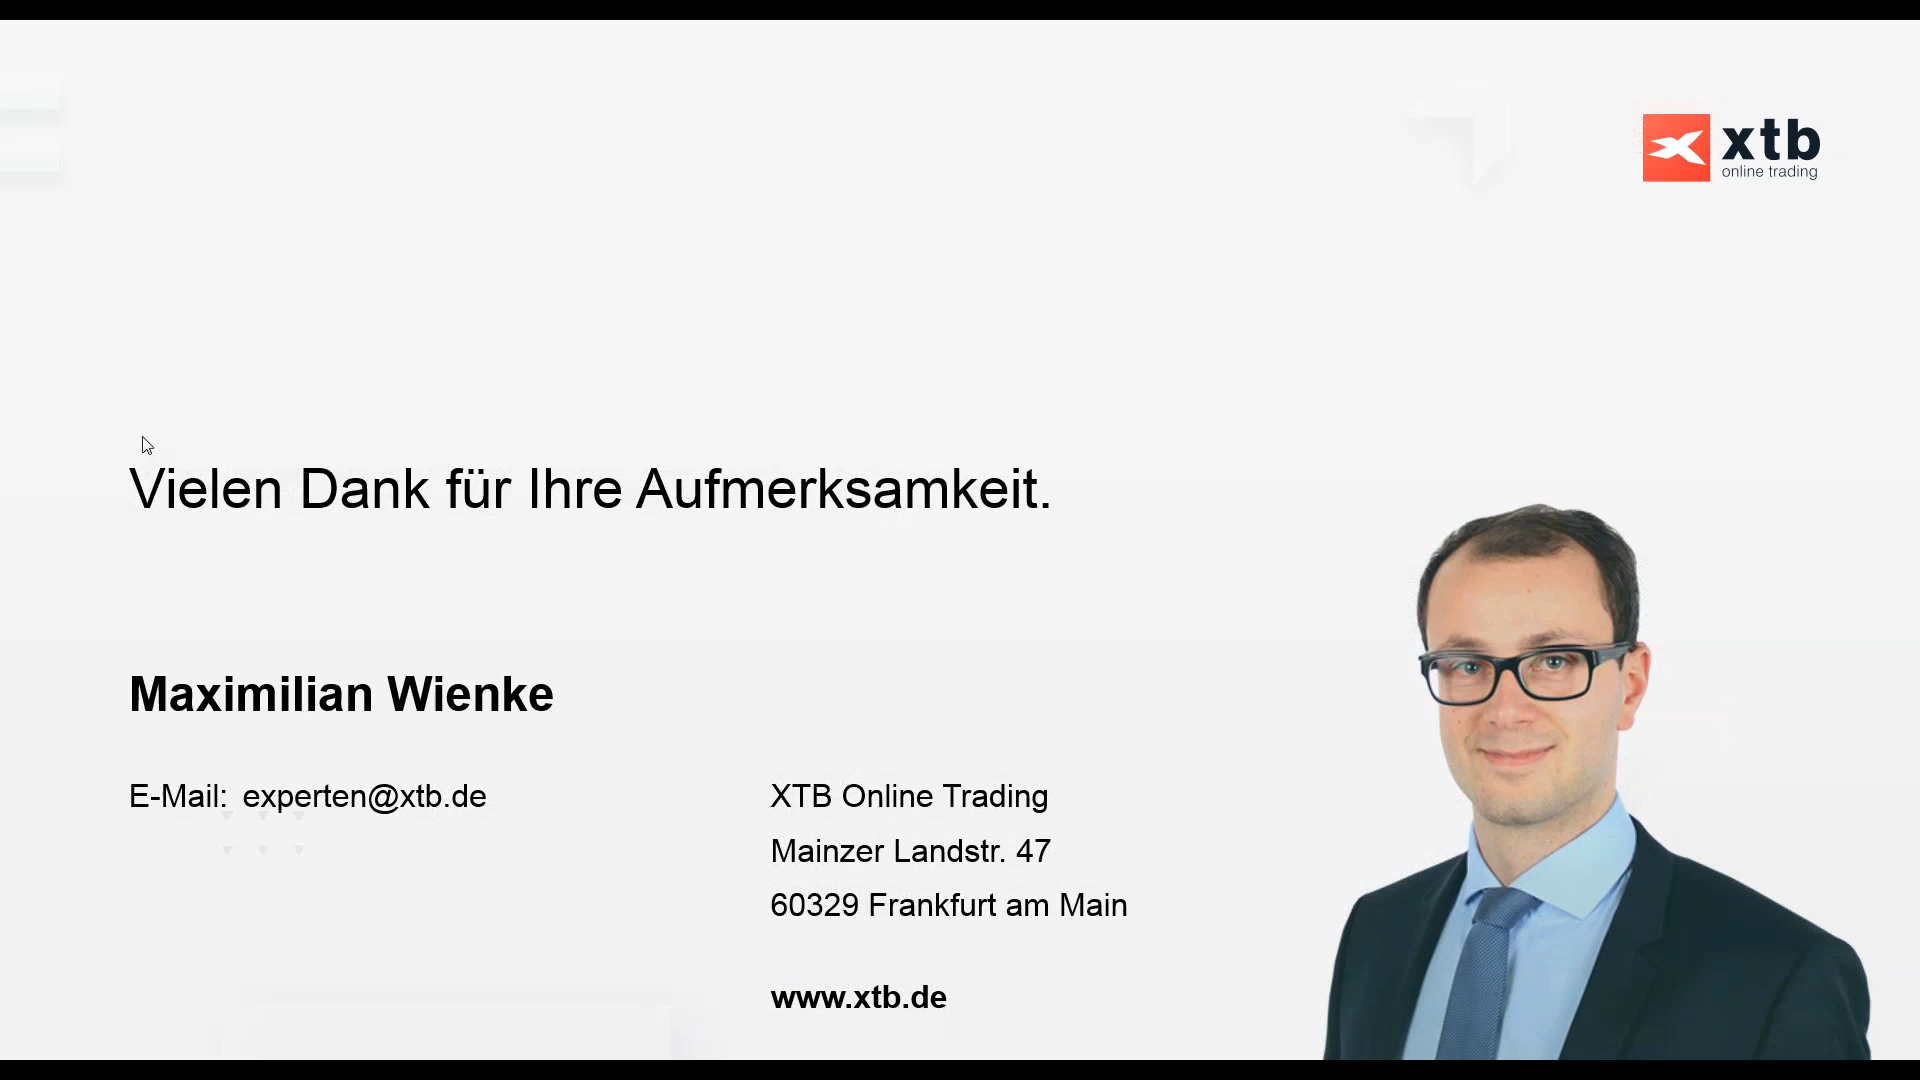 xtb
online trading
Vielen Dank für Ihre Aufmerksamkeit.
Maximilian Wienke
E-Mail: experten@xtb.de
XTB Online Trading
Mainzer Landstr. 47
60329 Frankfurt am Main
www.xtb.de